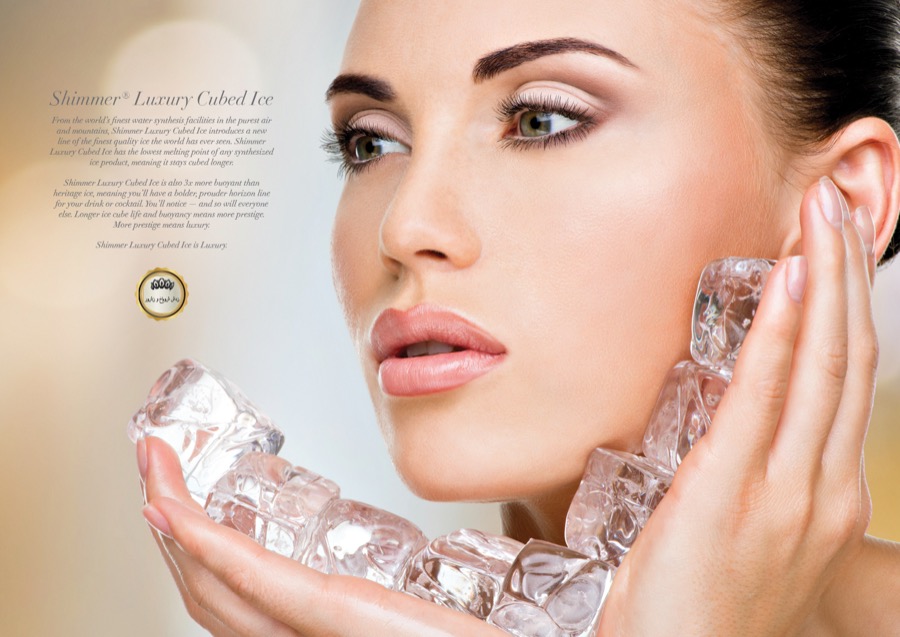 Shimmer® Luxury Cubed Ice
From the world's finest water synthesis facilities in the purest air
and mountains, Shimmer Luxury Cubed Ice introduces a new
line of the finest quality ice the world has ever seen. Shimmer
Luxury Cubed Ice has the lowest melting point of any synthesized
ice product, meaning it stays cubed longer.
Shimmer Luxury Cubed Ice is also 3x more buoyant than
heritage ice, meaning you'll have a bolder, prouder horizon line
for your drink or cocktail. You'll notice — and so will everyone
else. Longer ice cube life and buoyancy means more prestige.
More prestige means luxury.
Shimmer Luxury Cubed Ice is Luxury.